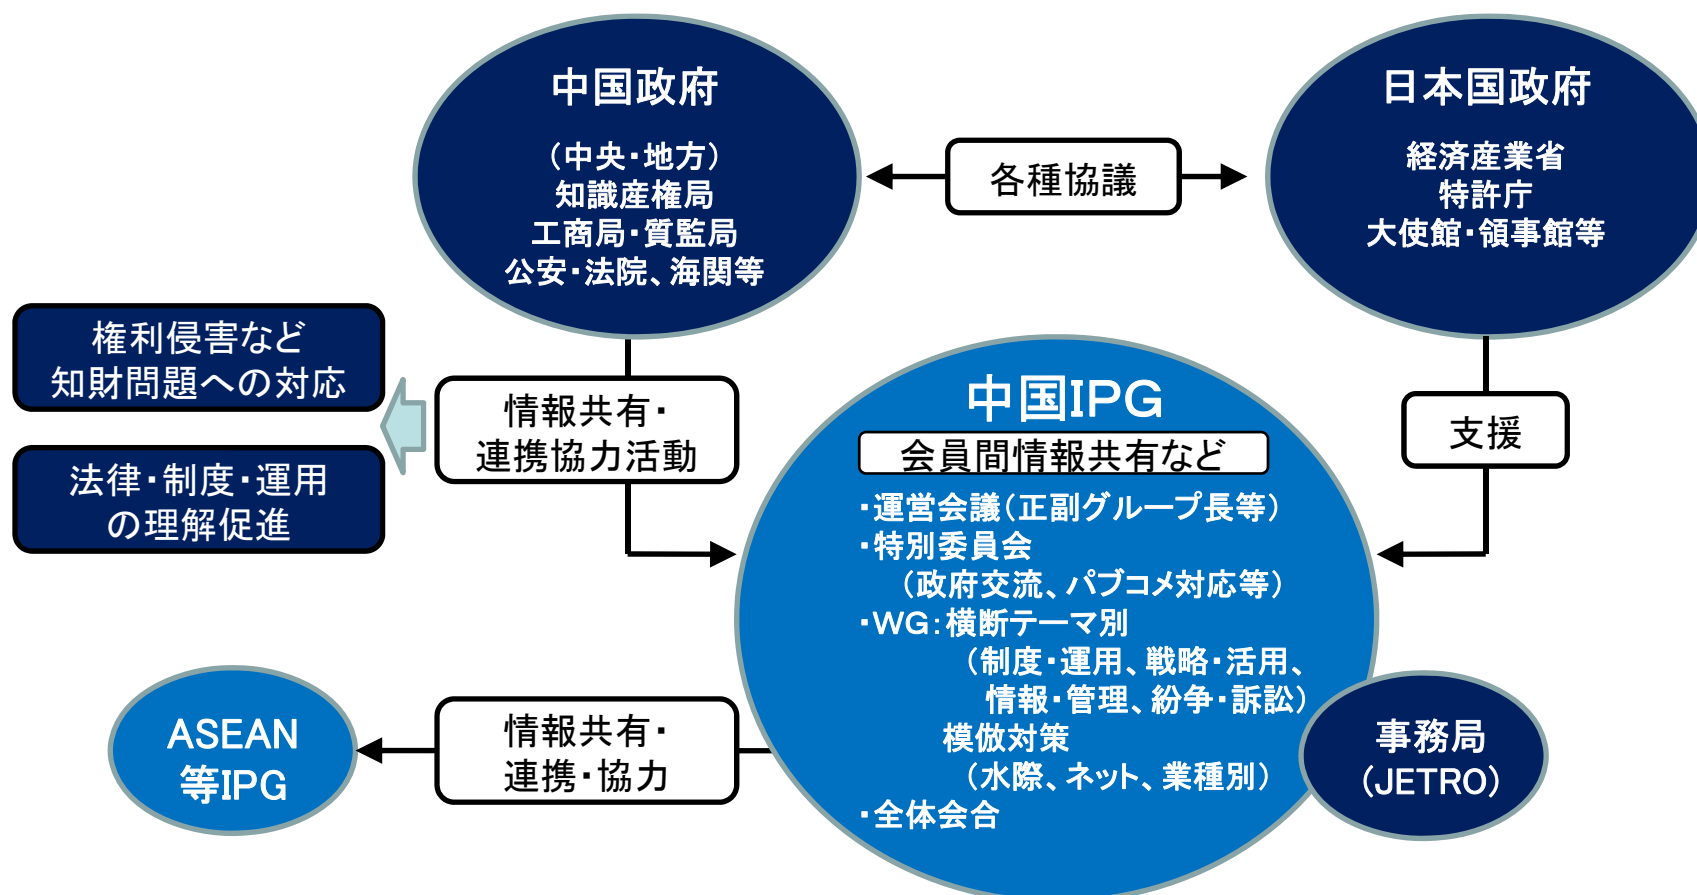 中国政府
（中央・地方）
知識産権局
工商局・質監局
公安・法院、海関等
各種協議
日本国政府
経済産業省
特許庁
大使館・領事館等
権利侵害など
知財問題への対応
法律・制度・運用
の理解促進
情報共有・
連携協力活動
中国IPG
会員間情報共有など
・運営会議（正副グループ長等）
・特別委員会
（政府交流、パブコメ対応等）
・WG：横断テーマ別
（制度・運用、戦略・活用、
情報・管理、紛争・訴訟）
模倣対策
（水際、ネット、業種別）
・全体会合
支援
ASEAN
等IPG
情報共有・
連携・協力
事務局
（JETRO）